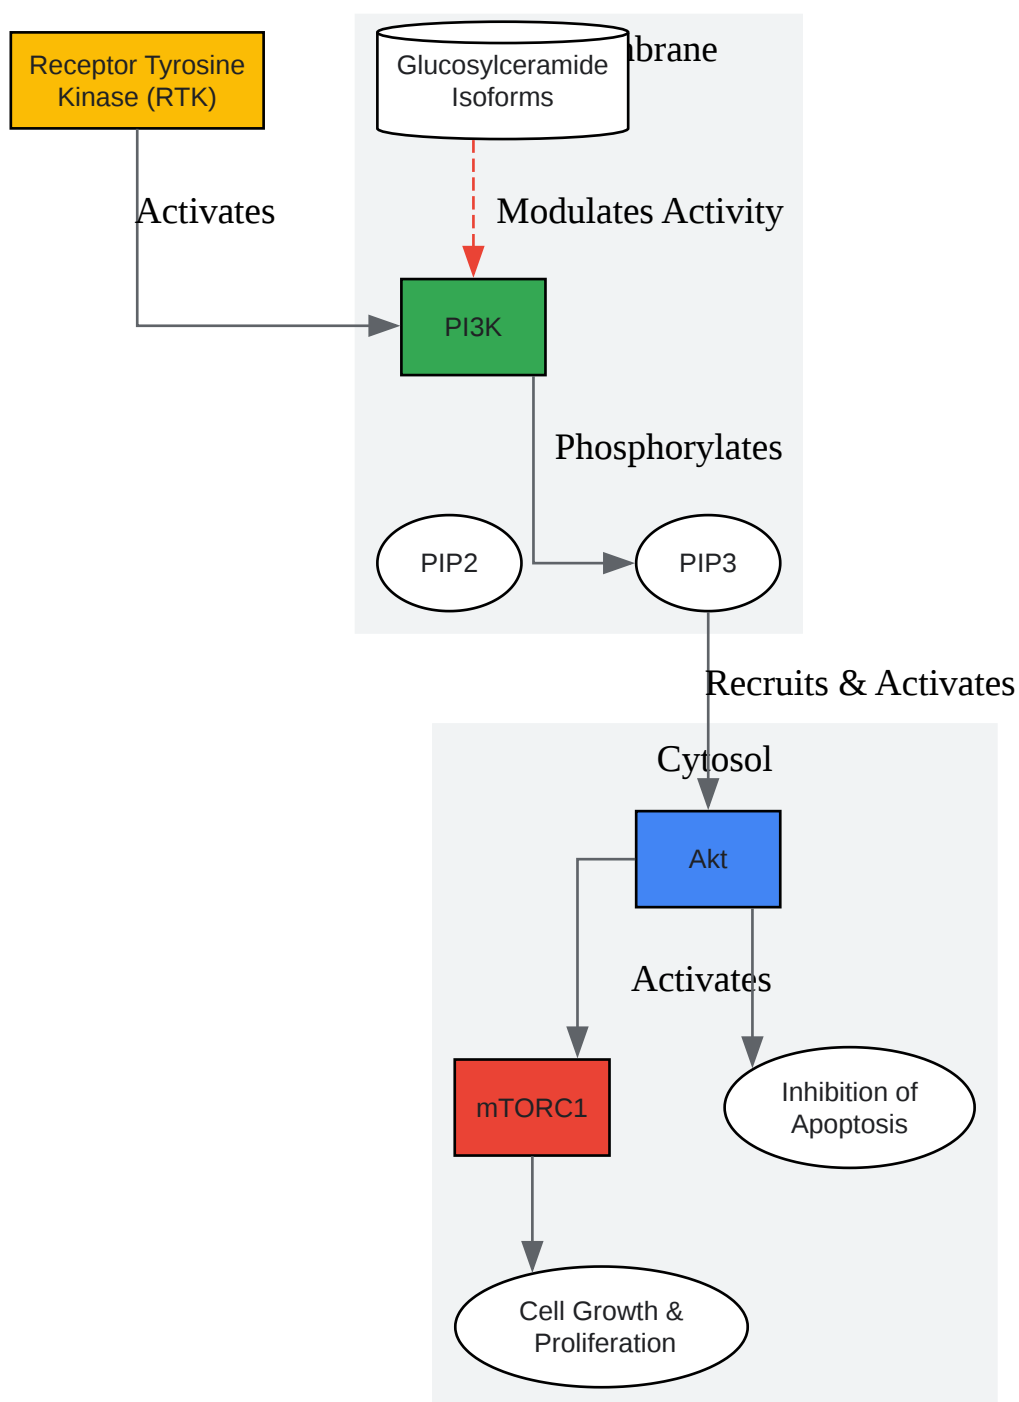 Receptor Tyrosine
Kinase (RTK)
Glucosylceramide
Isoforms
Activates
Modulates Activity
PI3K
Phosphorylates
PIP2
PIP3
Recruits & Activates
Cytosol
Akt
Activates
mTORC1
Inhibition of
Apoptosis
Cell Growth &
Proliferation